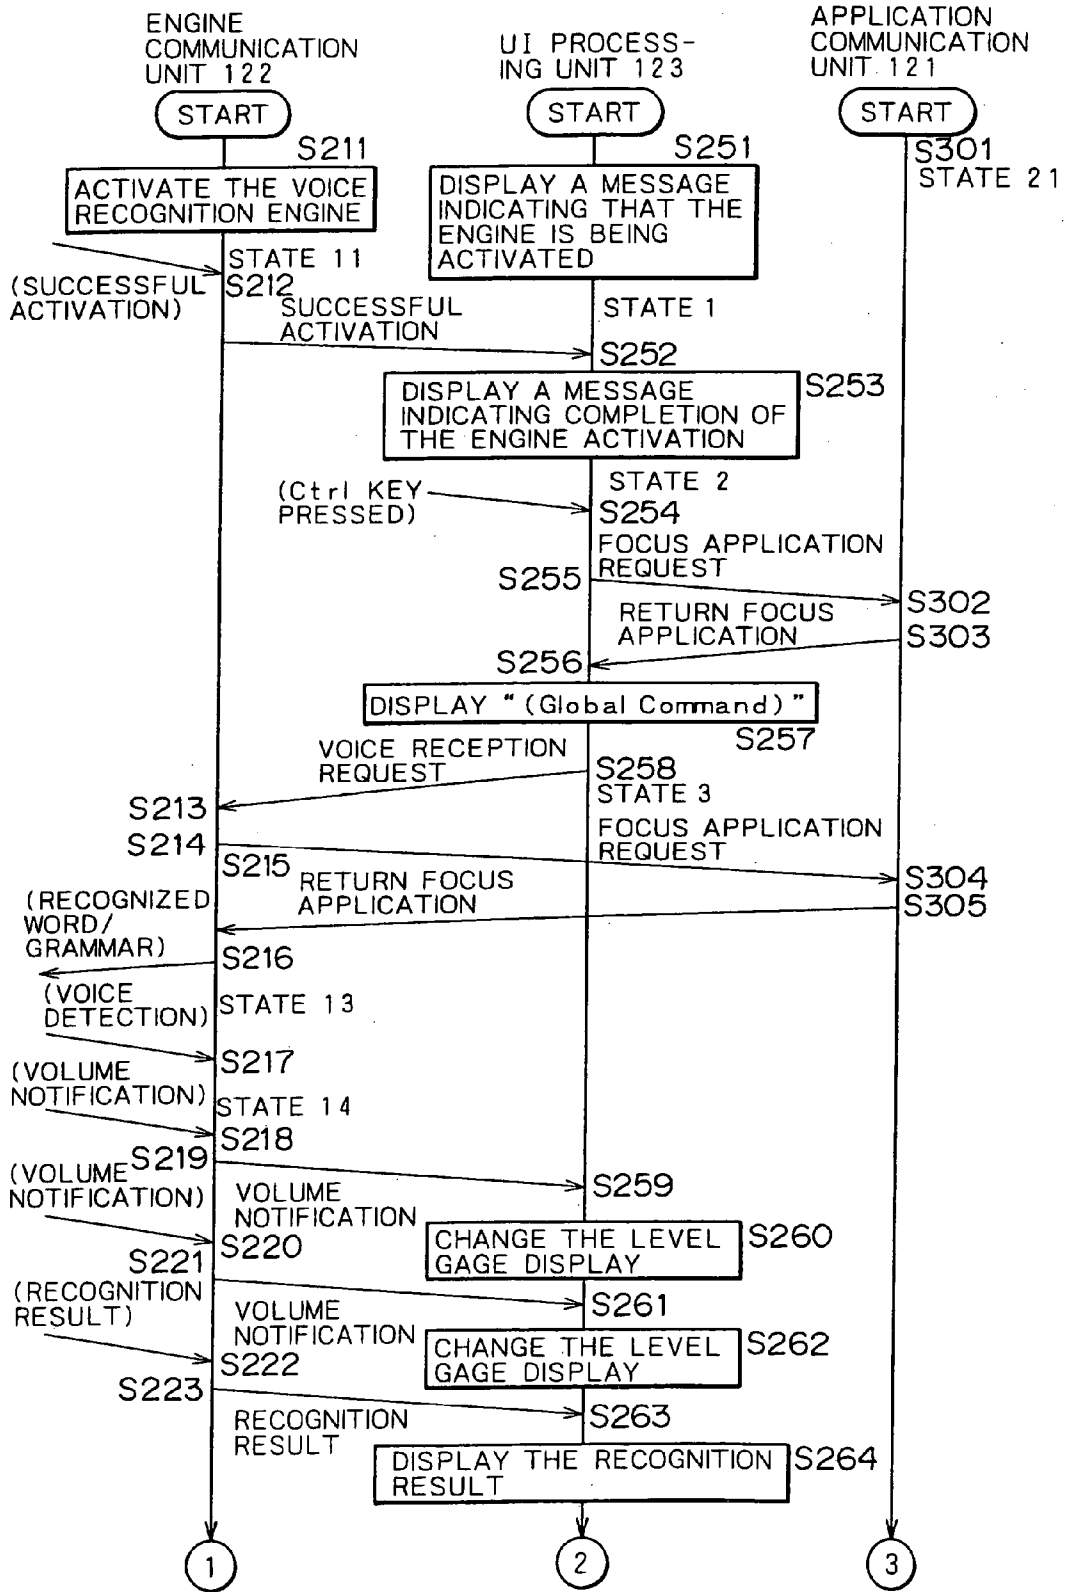 ENGINE
COMMUNICATION
UNIT 122
UI PROCESS-
ING UNIT 123
APPLICATION
COMMUNICATION
UNIT 121
START
START
START
S211
S251
S301
STATE 21
ACTIVATE THE VOICE
RECOGNITION ENGINE
DISPLAY A MESSAGE
INDICATING THAT THE
ENGINE IS BEING
ACTIVATED
STATE 11
(SUCCESSFUL
ACTIVATION)
S212
SUCCESSFUL
ACTIVATION
STATE 1
S252
DISPLAY A MESSAGE
INDICATING COMPLETION OF
THE ENGINE ACTIVATION
S253
STATE 2
(Ctrl KEY
PRESSED)
S254
FOCUS APPLICATION
REQUEST
S255
S302
RETURN FOCUS
APPLICATION
S303
S256
DISPLAY "(Global Command)"
S257
VOICE RECEPTION
REQUEST
S258
STATE 3
S213
S214
FOCUS APPLICATION
REQUEST
S215
S304
RETURN FOCUS
APPLICATION
S305
(RECOGNIZED
WORD/
GRAMMAR)
S216
(VOICE
DETECTION)
STATE 13
S217
(VOLUME
NOTIFICATION)
STATE 14
S218
S219
(VOLUME
NOTIFICATION)
S259
VOLUME
NOTIFICATION
S220
CHANGE THE LEVEL
GAGE DISPLAY
S260
S221
(RECOGNITION
RESULT)
S261
VOLUME
NOTIFICATION
CHANGE THE LEVEL
GAGE DISPLAY
S262
S222
S223
S263
RECOGNITION
RESULT
DISPLAY THE RECOGNITION
RESULT
S264
1
2
3